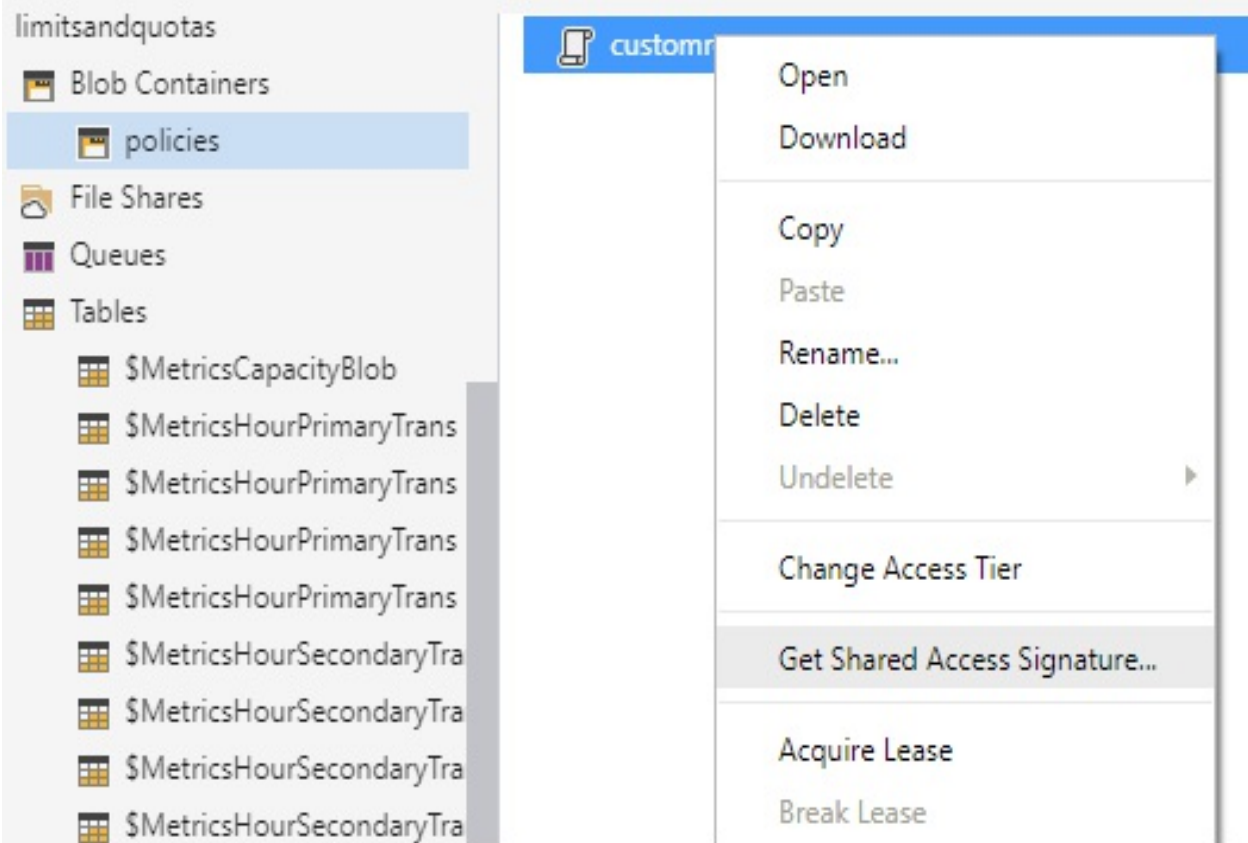 limitsandquotas
Blob Containers
policies
File Shares
Queues
Tables
$MetricsCapacityBlob
$MetricsHourPrimaryTrans
$MetricsHourPrimaryTrans
$MetricsHourPrimaryTrans
$MetricsHourPrimaryTrans
$MetricsHourSecondaryTra
$MetricsHourSecondaryTra
$MetricsHourSecondaryTra
$MetricsHourSecondaryTra
customr
Open
Download
Copy
Paste
Rename...
Delete
Undelete
Change Access Tier
Get Shared Access Signature...
Acquire Lease
Break Lease